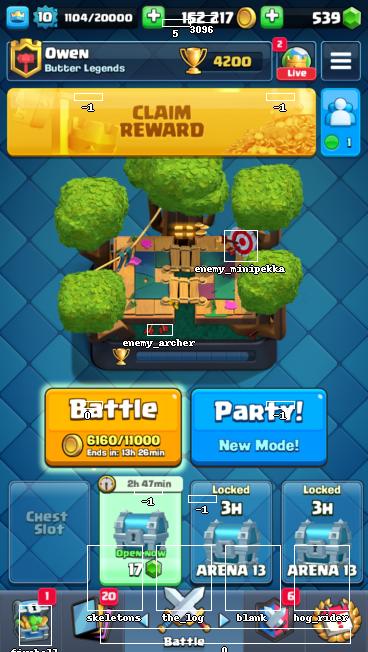 10 1104/20000 152 217 539
5 3096
Owen
Butter Legends
4200
2
Live
-1 -1
CLAIM
REWARD
1
enemy_minipekka
enemy_archer
Battle
0
6160/11000
Ends in: 13h 26min
Party!
-1
New Mode!
2h 47min
Chest
Slot
-1
Open now
17
Locked
3H
-1
ARENA 13
Locked
3H
ARENA 13
1
20
6
skeletons the_log blank hog_rider
Battle
fireball
0